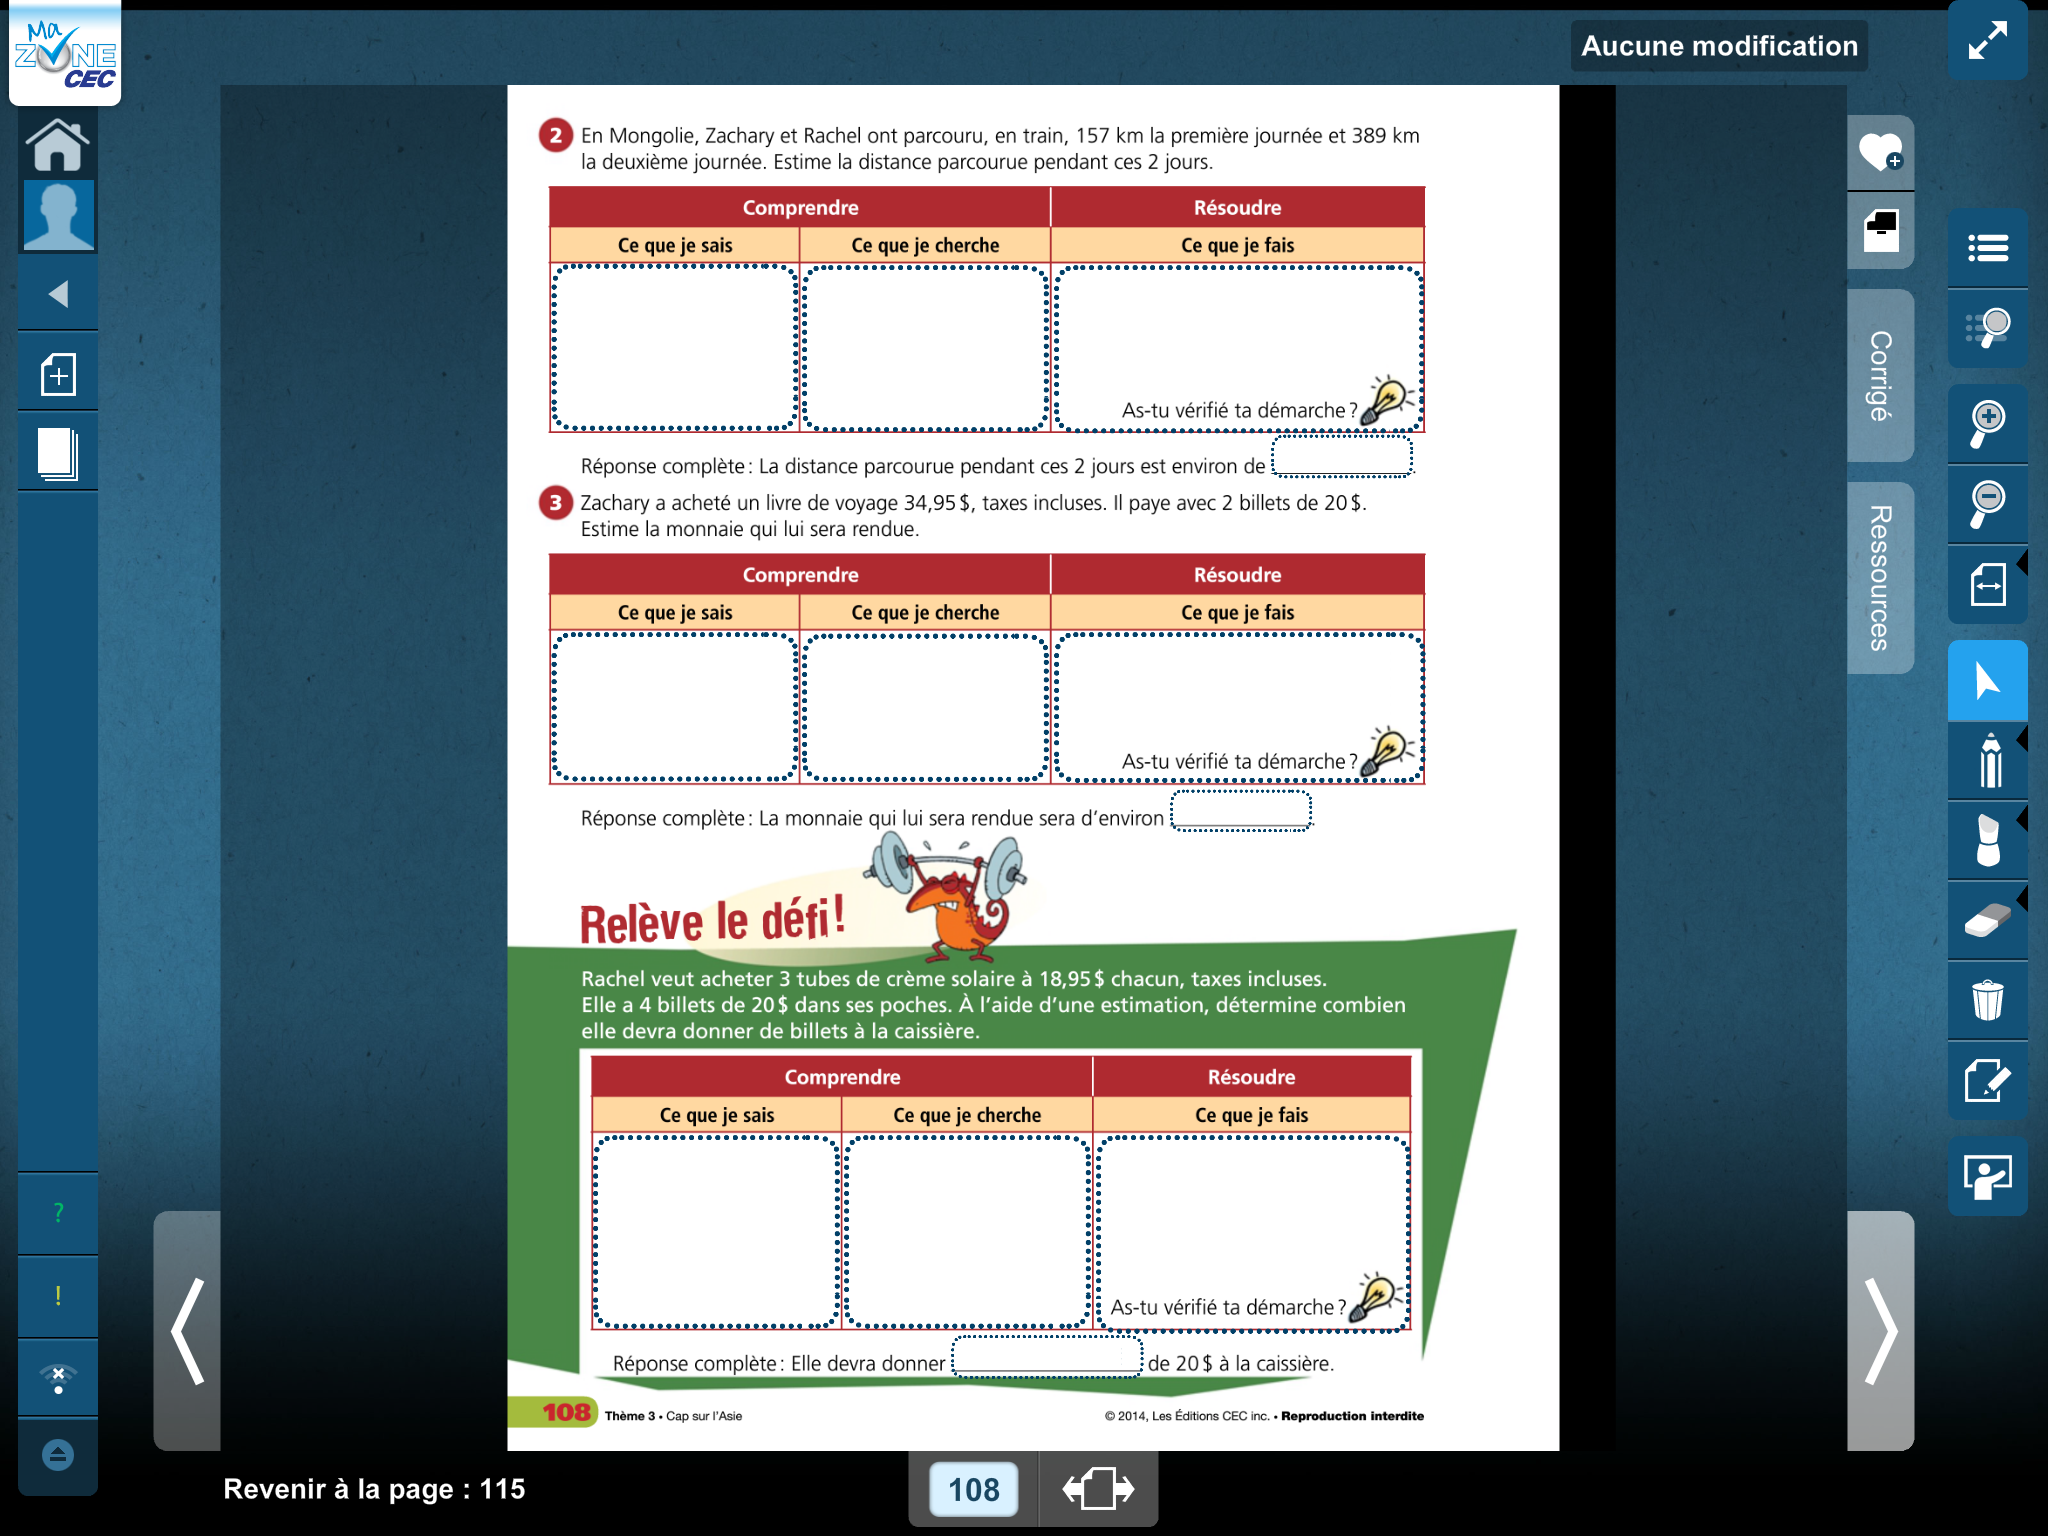 Ma
ZONE
CEC
Aucune modification
2 En Mongolie, Zachary et Rachel ont parcouru, en train, 157 km la première journée et 389 km
la deuxième journée. Estime la distance parcourue pendant ces 2 jours.
Comprendre Résoudre
Ce que je sais Ce que je cherche Ce que je fais
As-tu vérifié ta démarche ?
Réponse complète : La distance parcourue pendant ces 2 jours est environ de .
3 Zachary a acheté un livre de voyage 34,95 $, taxes incluses. Il paye avec 2 billets de 20 $.
Estime la monnaie qui lui sera rendue.
Comprendre Résoudre
Ce que je sais Ce que je cherche Ce que je fais
As-tu vérifié ta démarche ?
Réponse complète : La monnaie qui lui sera rendue sera d'environ
Relève le défi !
Rachel veut acheter 3 tubes de crème solaire à 18,95 $ chacun, taxes incluses.
Elle a 4 billets de 20 $ dans ses poches. À l'aide d'une estimation, détermine combien
elle devra donner de billets à la caissière.
Comprendre Résoudre
Ce que je sais Ce que je cherche Ce que je fais
As-tu vérifié ta démarche ?
Réponse complète : Elle devra donner de 20 $ à la caissière.
108 Thème 3 • Cap sur l'Asie © 2014, Les Éditions CEC inc. • Reproduction interdite
Corrigé
Ressources
?
!
Revenir à la page : 115
108